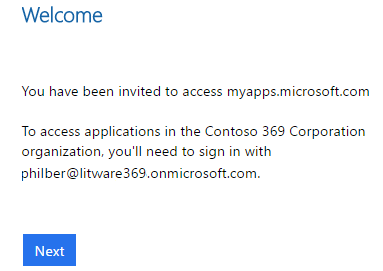 Welcome
You have been invited to access myapps.microsoft.com
To access applications in the Contoso 369 Corporation
organization, you'll need to sign in with
philber@litware369.onmicrosoft.com.
Next